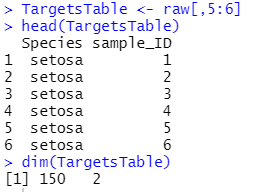 > TargetsTable <- raw[,5:6]
> head(TargetsTable)
  Species sample_ID
1  setosa         1
2  setosa         2
3  setosa         3
4  setosa         4
5  setosa         5
6  setosa         6
> dim(TargetsTable)
[1] 150   2